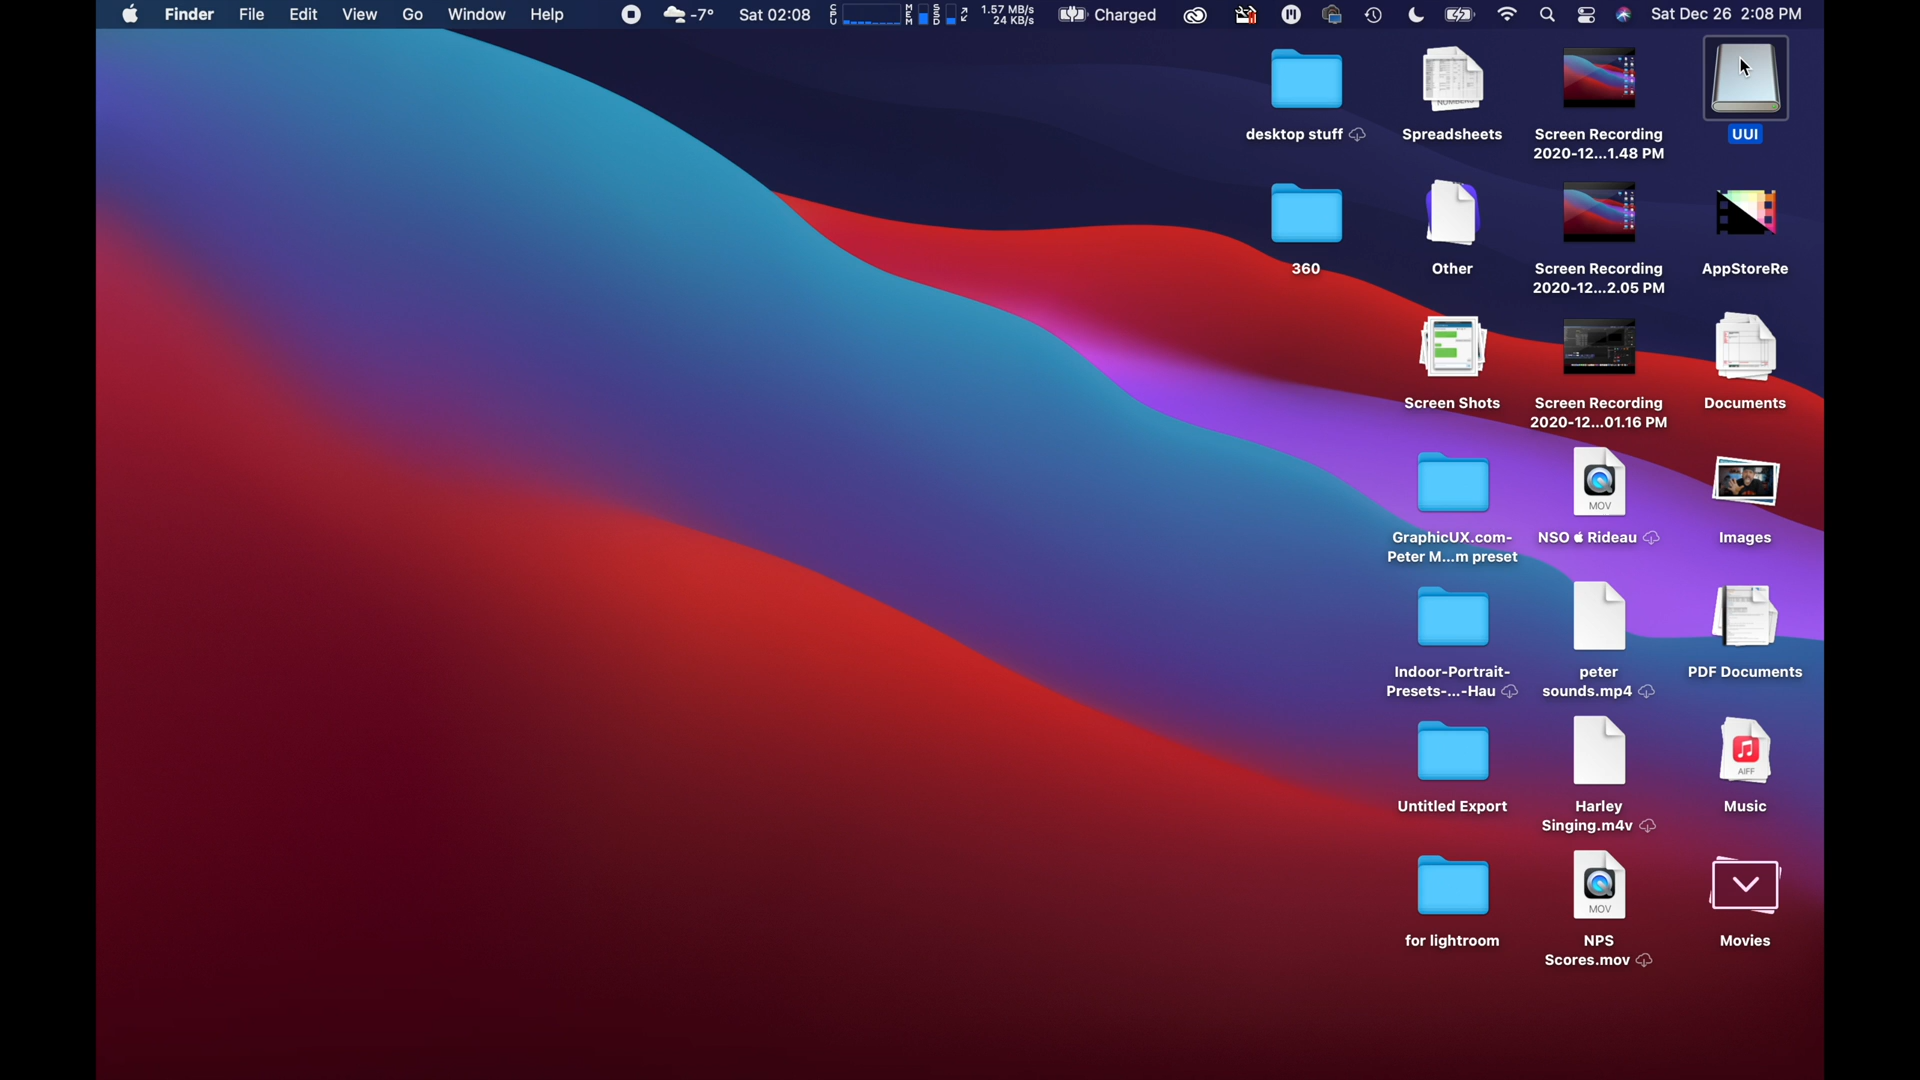 Finder File Edit View Go Window Help -7° Sat 02:08 CPU MEM SSD 1.57 MB/s Charged Sat Dec 26 2:08 PM
24 KB/s
desktop stuff
Spreadsheets
Screen Recording
2020-12...1.48 PM
UUI
360
Other
Screen Recording
2020-12...2.05 PM
AppStoreRe
Screen Shots
Screen Recording
2020-12...01.16 PM
Documents
GraphicUX.com-
Peter M...m preset
MOV
NSO Rideau
Images
Indoor-Portrait-
Presets-...-Hau
peter
sounds.mp4
PDF Documents
Untitled Export
Harley
Singing.m4v
AIFF
Music
for lightroom
MOV
NPS
Scores.mov
Movies
NUMBERS